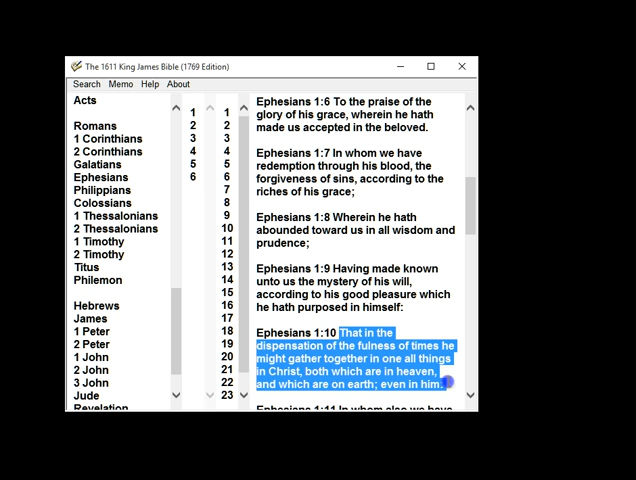 The 1611 King James Bible (1769 Edition)
Search Memo Help About
Acts
Romans
1 Corinthians
2 Corinthians
Galatians
Ephesians
Philippians
Colossians
1 Thessalonians
2 Thessalonians
1 Timothy
2 Timothy
Titus
Philemon
Hebrews
James
1 Peter
2 Peter
1 John
2 John
3 John
Jude
Revelation
1
2
3
4
5
6
1
2
3
4
5
6
7
8
9
10
11
12
13
14
15
16
17
18
19
20
21
22
23
Ephesians 1:6 To the praise of the
glory of his grace, wherein he hath
made us accepted in the beloved.
Ephesians 1:7 In whom we have
redemption through his blood, the
forgiveness of sins, according to the
riches of his grace;
Ephesians 1:8 Wherein he hath
abounded toward us in all wisdom and
prudence;
Ephesians 1:9 Having made known
unto us the mystery of his will,
according to his good pleasure which
he hath purposed in himself:
Ephesians 1:10 That in the
dispensation of the fulness of times he
might gather together in one all things
in Christ, both which are in heaven,
and which are on earth; even in him:
Ephesians 1:11 In whom also we have